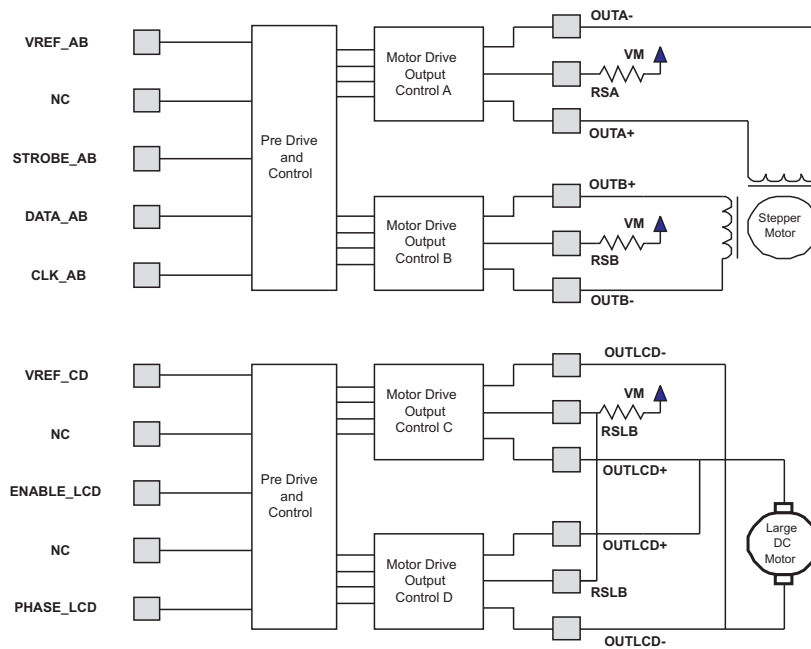 VREF_AB
NC
STROBE_AB
DATA_AB
CLK_AB
Pre Drive
and
Control
Motor Drive
Output
Control A
Motor Drive
Output
Control B
OUTA-
VM
RSA
OUTA+
OUTB+
VM
RSB
OUTB-
Stepper
Motor
VREF_CD
NC
ENABLE_LCD
NC
PHASE_LCD
Pre Drive
and
Control
Motor Drive
Output
Control C
Motor Drive
Output
Control D
OUTLCD-
VM
RSLB
OUTLCD+
OUTLCD+
RSLB
OUTLCD-
Large
DC
Motor